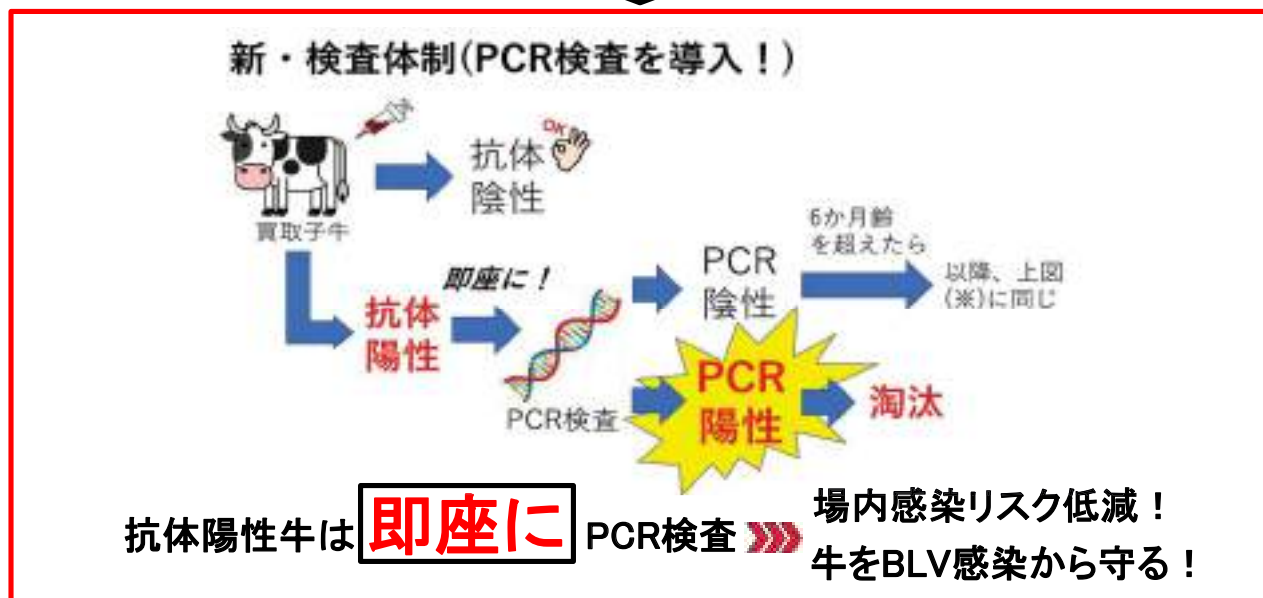 新・検査体制(PCR検査を導入！)
OK
抗体
陰性
買取子牛
即座に！
抗体
陽性
PCR検査
PCR
陰性
6か月齢
を超えたら
以降、上図
(※)に同じ
PCR
陽性
淘汰
抗体陽性牛は 即座に PCR検査
場内感染リスク低減！
牛をBLV感染から守る！